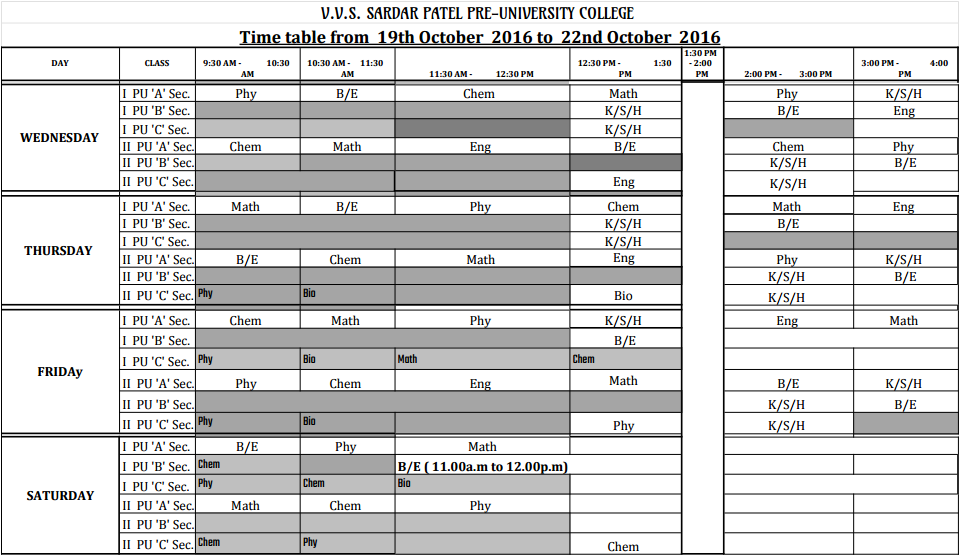 V.V.S. SARDAR PATEL PRE-UNIVERSITY COLLEGE
Time table from 19th October 2016 to 22nd October 2016
DAY CLASS 9:30 AM - 10:30 AM 10:30 AM - 11:30 AM 11:30 AM - 12:30 PM 12:30 PM - 1:30 PM 1:30 PM - 2:00 PM 2:00 PM - 3:00 PM 3:00 PM - 4:00 PM
WEDNESDAY
I PU 'A' Sec. Phy B/E Chem Math Phy K/S/H
I PU 'B' Sec. K/S/H B/E Eng
I PU 'C' Sec. K/S/H
II PU 'A' Sec. Chem Math Eng B/E Chem Phy
II PU 'B' Sec. K/S/H B/E
II PU 'C' Sec. Eng K/S/H
THURSDAY
I PU 'A' Sec. Math B/E Phy Chem Math Eng
I PU 'B' Sec. K/S/H B/E
I PU 'C' Sec. K/S/H
II PU 'A' Sec. B/E Chem Math Eng Phy K/S/H
II PU 'B' Sec. K/S/H B/E
II PU 'C' Sec. Phy Bio Bio K/S/H
FRIDAy
I PU 'A' Sec. Chem Math Phy K/S/H Eng Math
I PU 'B' Sec. B/E
I PU 'C' Sec. Phy Bio Math Chem
II PU 'A' Sec. Phy Chem Eng Math B/E K/S/H
II PU 'B' Sec. K/S/H B/E
II PU 'C' Sec. Phy Bio Phy K/S/H
SATURDAY
I PU 'A' Sec. B/E Phy Math
I PU 'B' Sec. Chem B/E ( 11.00a.m to 12.00p.m)
I PU 'C' Sec. Phy Chem Bio
II PU 'A' Sec. Math Chem Phy
II PU 'B' Sec.
II PU 'C' Sec. Chem Phy Chem